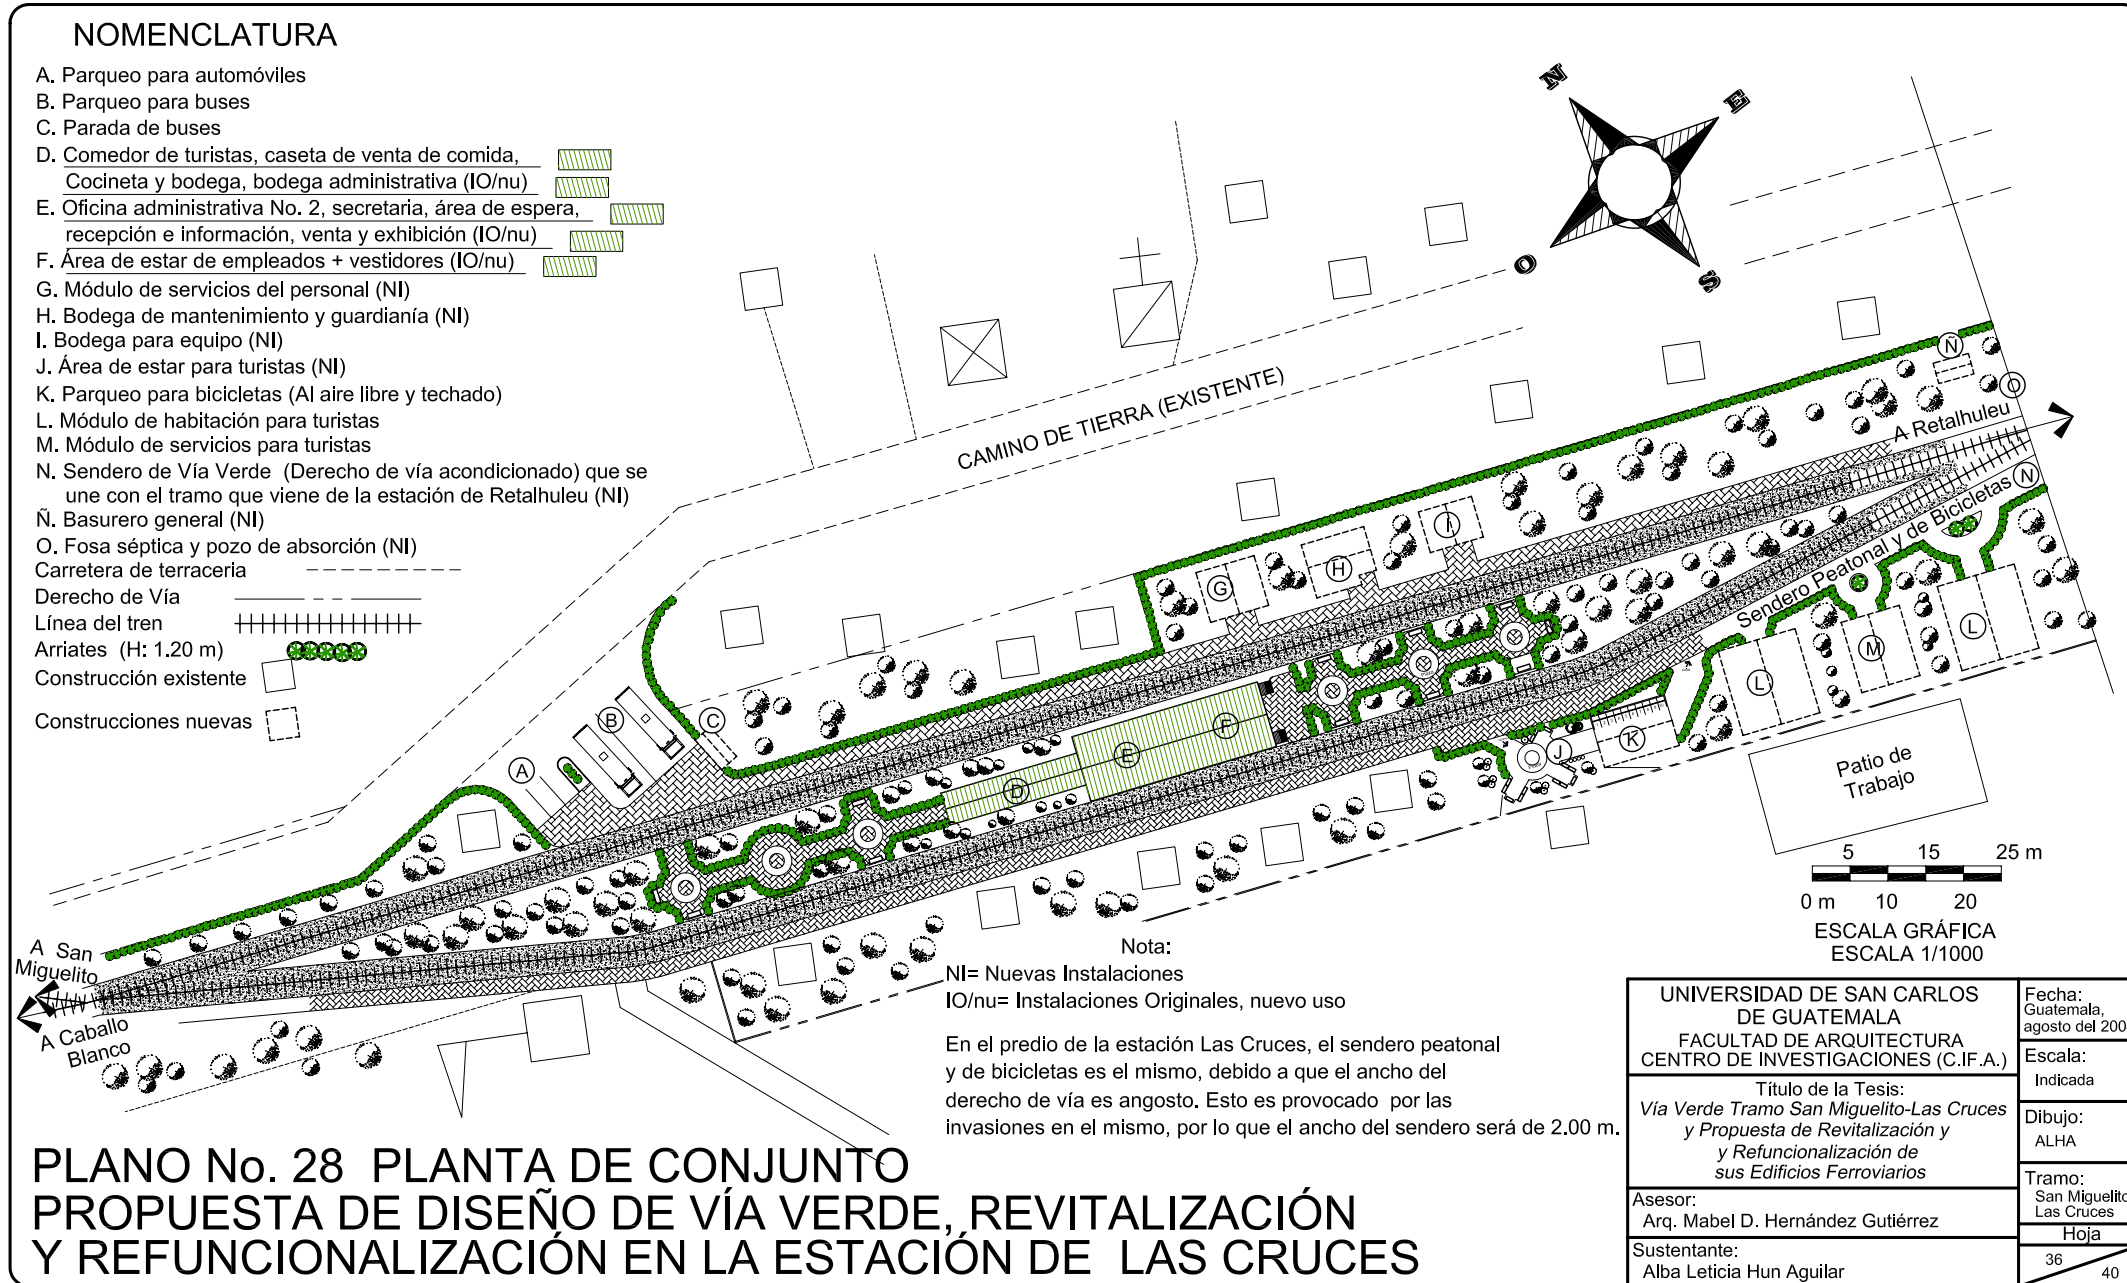 NOMENCLATURA
A. Parqueo para automóviles
B. Parqueo para buses
C. Parada de buses
D. Comedor de turistas, caseta de venta de comida,
Cocineta y bodega, bodega administrativa (IO/nu)
E. Oficina administrativa No. 2, secretaria, área de espera,
recepción e información, venta y exhibición (IO/nu)
F. Área de estar de empleados + vestidores (IO/nu)
G. Módulo de servicios del personal (NI)
H. Bodega de mantenimiento y guardianía (NI)
I. Bodega para equipo (NI)
J. Área de estar para turistas (NI)
K. Parqueo para bicicletas (Al aire libre y techado)
L. Módulo de habitación para turistas
M. Módulo de servicios para turistas
N. Sendero de Vía Verde (Derecho de vía acondicionado) que se
une con el tramo que viene de la estación de Retalhuleu (NI)
Ñ. Basurero general (NI)
O. Fosa séptica y pozo de absorción (NI)
Carretera de terraceria
Derecho de Vía
Línea del tren
Arriates (H: 1.20 m)
Construcción existente
Construcciones nuevas
N
E
O
S
CAMINO DE TIERRA (EXISTENTE)
Ñ
O
A Retalhuleu
N
Sendero Peatonal y de Bicicletas
I
H
G
L
M
L
K
J
F
E
D
C
B
A
Patio de
Trabajo
A San
Miguelito
A Caballo
Blanco
5 15 25 m
0 m 10 20
ESCALA GRÁFICA
ESCALA 1/1000
Nota:
NI= Nuevas Instalaciones
IO/nu= Instalaciones Originales, nuevo uso
En el predio de la estación Las Cruces, el sendero peatonal
y de bicicletas es el mismo, debido a que el ancho del
derecho de vía es angosto. Esto es provocado por las
invasiones en el mismo, por lo que el ancho del sendero será de 2.00 m.
PLANO No. 28 PLANTA DE CONJUNTO
PROPUESTA DE DISEÑO DE VÍA VERDE, REVITALIZACIÓN
Y REFUNCIONALIZACIÓN EN LA ESTACIÓN DE LAS CRUCES
UNIVERSIDAD DE SAN CARLOS
DE GUATEMALA
FACULTAD DE ARQUITECTURA
CENTRO DE INVESTIGACIONES (C.IF.A.)
Título de la Tesis:
Vía Verde Tramo San Miguelito-Las Cruces
y Propuesta de Revitalización y
y Refuncionalización de
sus Edificios Ferroviarios
Asesor:
Arq. Mabel D. Hernández Gutiérrez
Sustentante:
Alba Leticia Hun Aguilar
Fecha:
Guatemala,
agosto del 200
Escala:
Indicada
Dibujo:
ALHA
Tramo:
San Miguelito
Las Cruces
Hoja
36
40